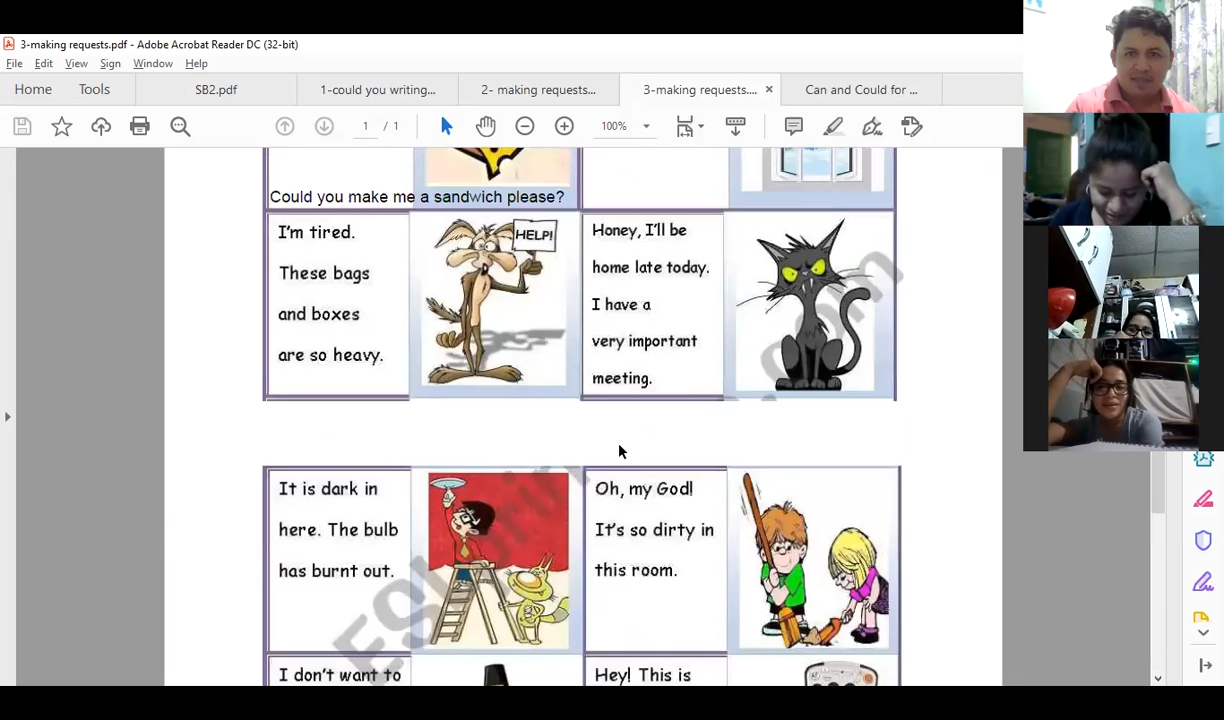 3-making requests.pdf - Adobe Acrobat Reader DC (32-bit)
File Edit View Sign Window Help
Home Tools SB2.pdf 1-could you writing... 2- making requests... 3-making requests.... × Can and Could for ...
1 / 1 100%
Could you make me a sandwich please?
I'm tired.
These bags
and boxes
are so heavy.
HELP!
Honey, I'll be
home late today.
I have a
very important
meeting.
It is dark in
here. The bulb
has burnt out.
Oh, my God!
It's so dirty in
this room.
I don't want to
Hey! This is